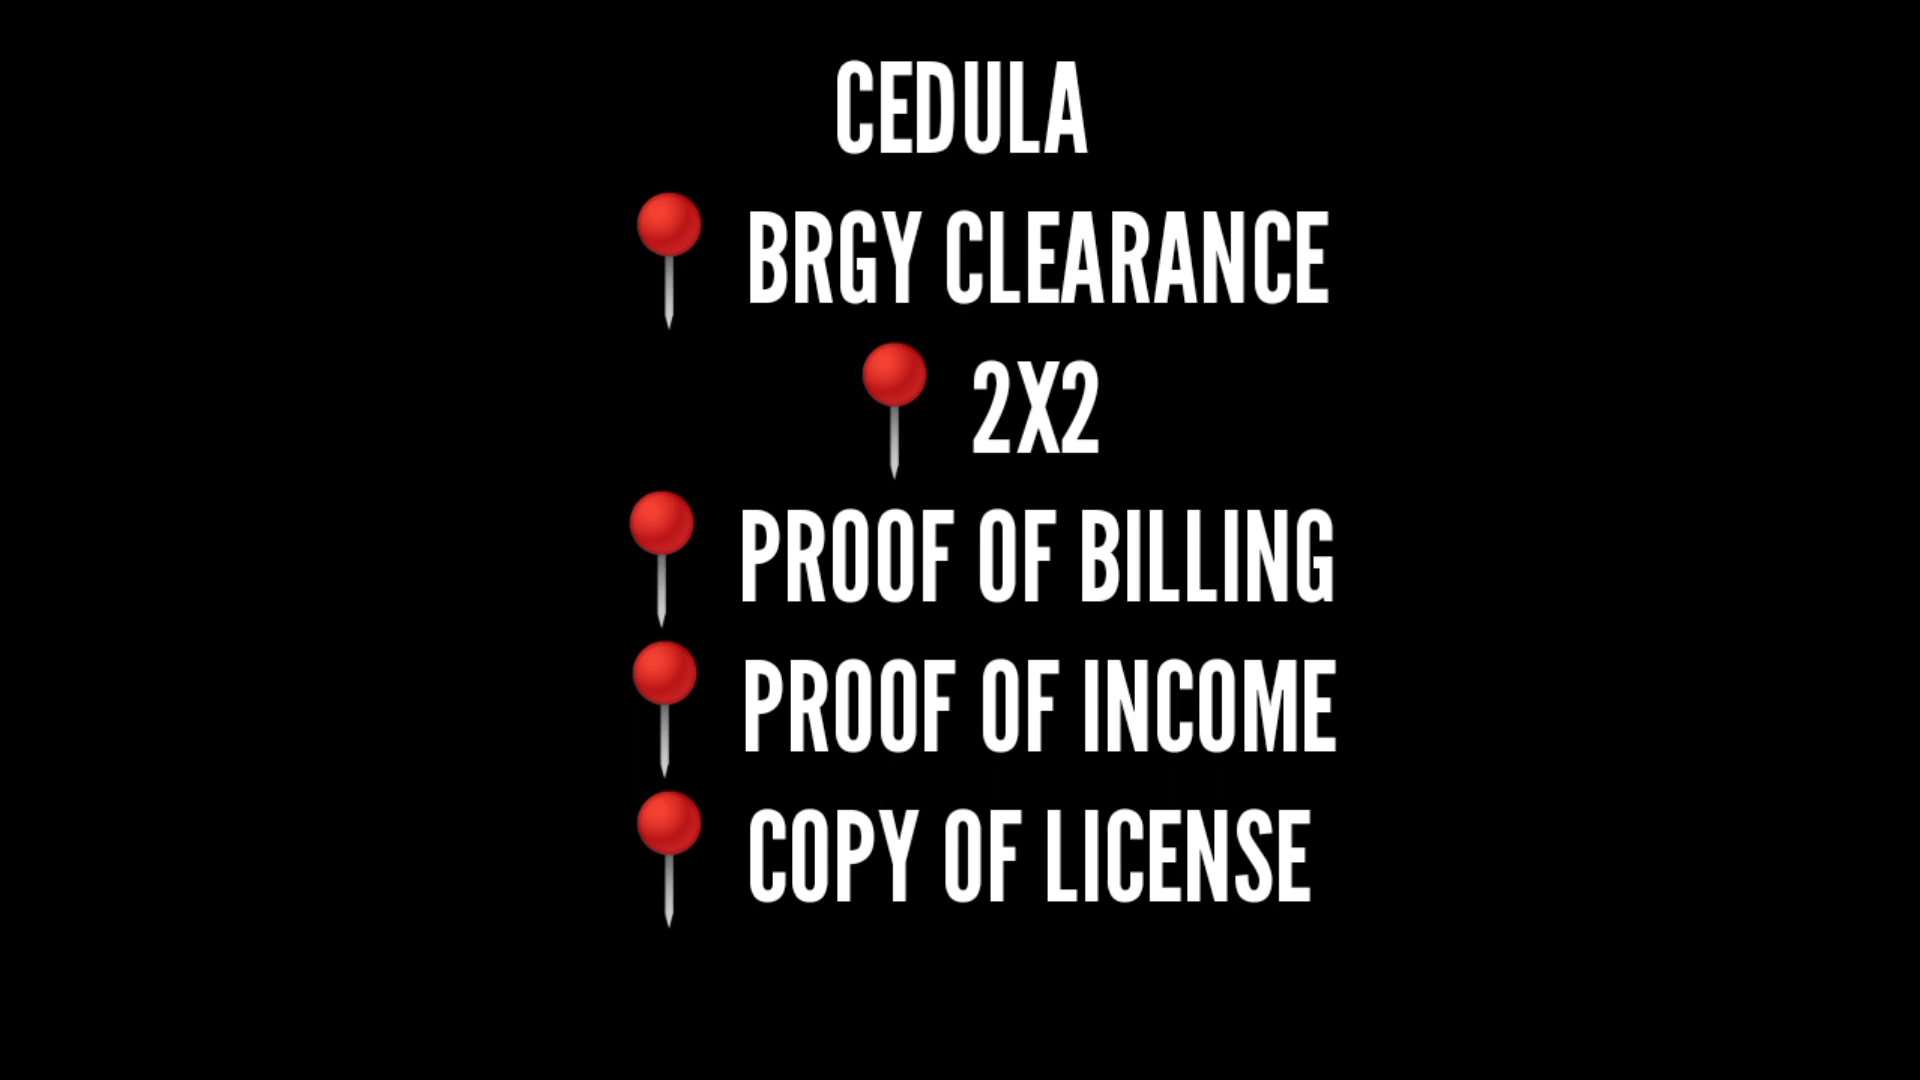 CEDULA
📍 BRGY CLEARANCE
📍 2X2
📍 PROOF OF BILLING
📍 PROOF OF INCOME
📍 COPY OF LICENSE